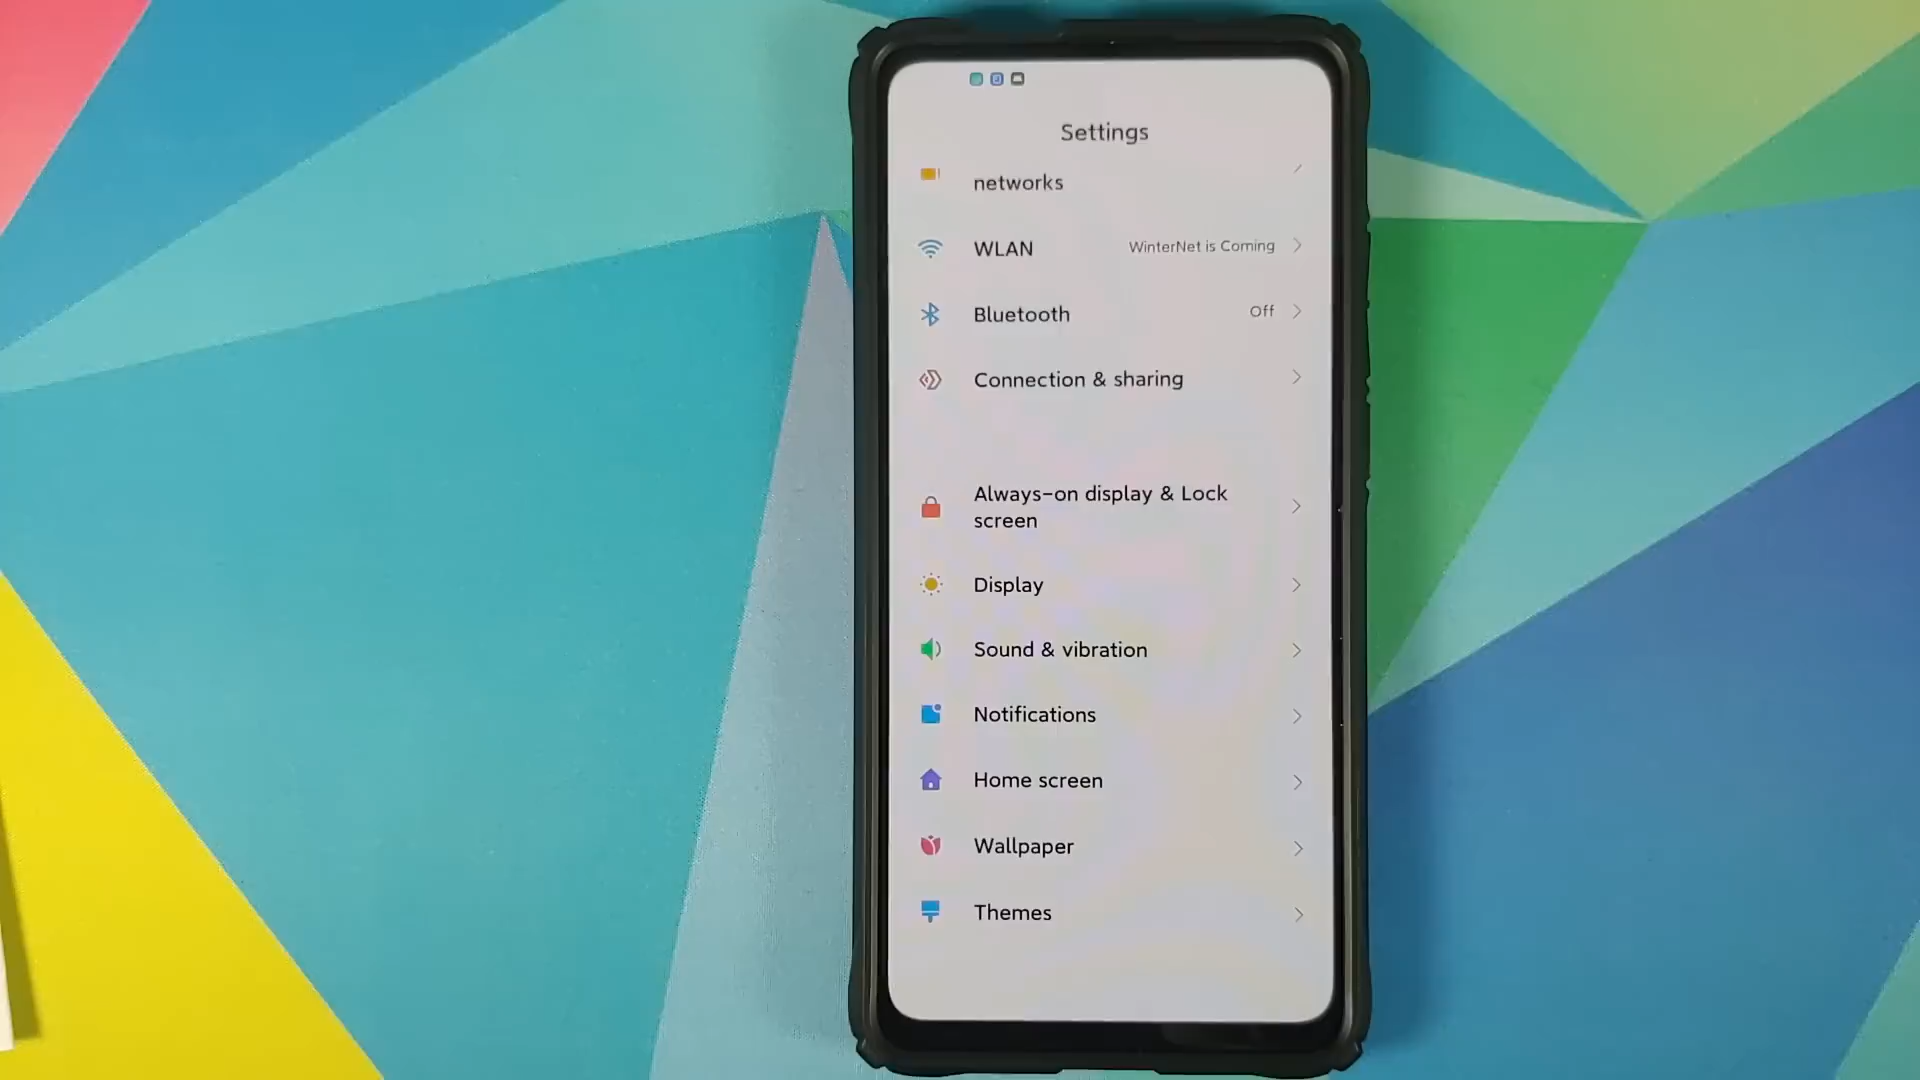 Settings
networks
WLAN WinterNet is Coming
Bluetooth Off
Connection & sharing
Always-on display & Lock
screen
Display
Sound & vibration
Notifications
Home screen
Wallpaper
Themes